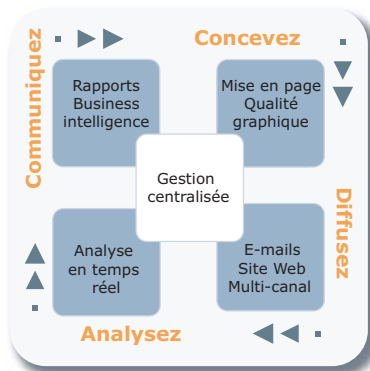 Communiquez
Concevez
Rapports
Business
intelligence
Mise en page
Qualité
graphique
Gestion
centralisée
Diffusez
Analyse
en temps
réel
E-mails
Site Web
Multi-canal
Analysez